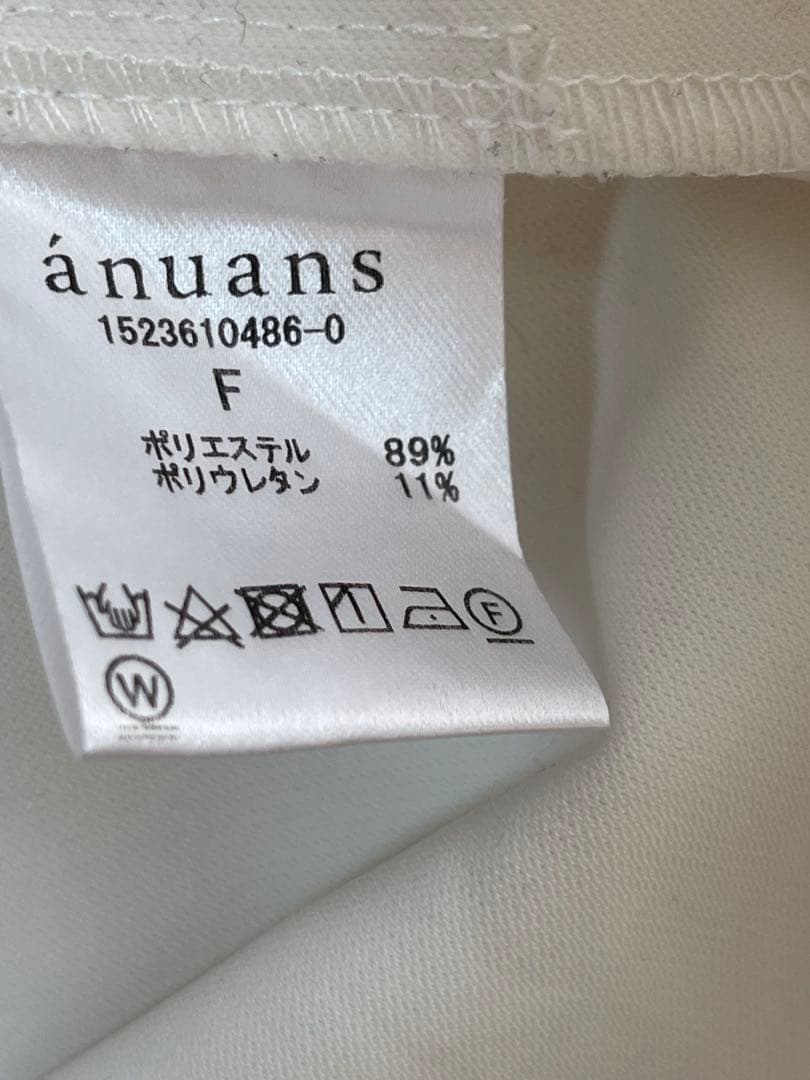 ánuans
1523610486-0
F
ポリエステル 89%
ポリウレタン 11%
F
W